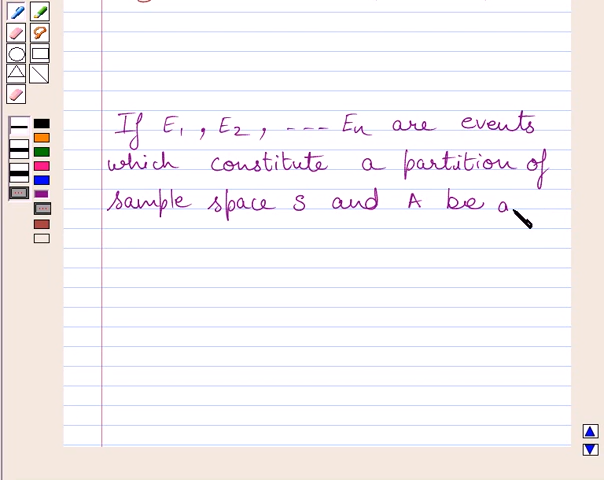 If E1, E2, --- En are events
which constitute a partition of
sample space S and A be a